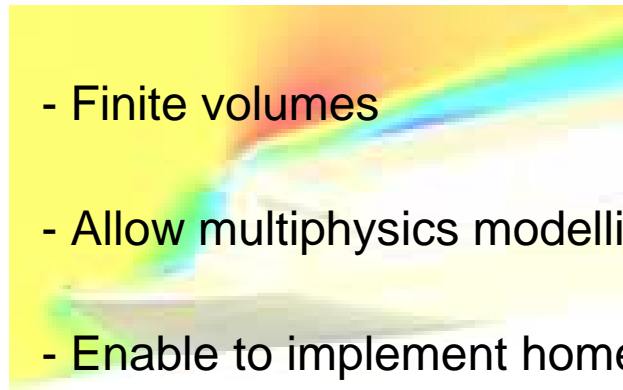 - Finite volumes
- Allow multiphysics modelli
- Enable to implement home